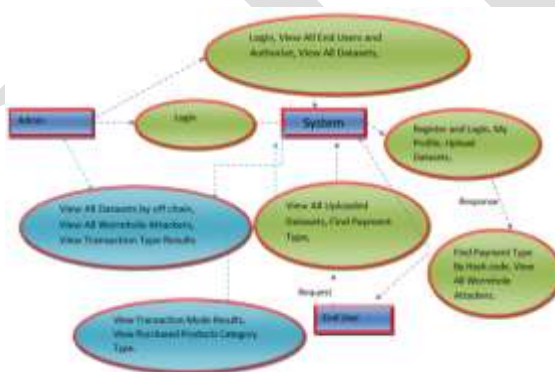 Login, View All End Users and
Authorize, View All Datasets,
Admin
Login
System
Register and Login, My
Profile, Upload
Datasets,
View All Datasets by off chain,
View All Wormhole Attackers,
View Transaction Type Results
View All Uploaded
Datasets, Find Payment
Type,
Response
Find Payment Type
By Hash code, View
All Wormhole
Attackers.
Request
End User
View Transaction Mode Results,
View Purchased Products Category
Type.